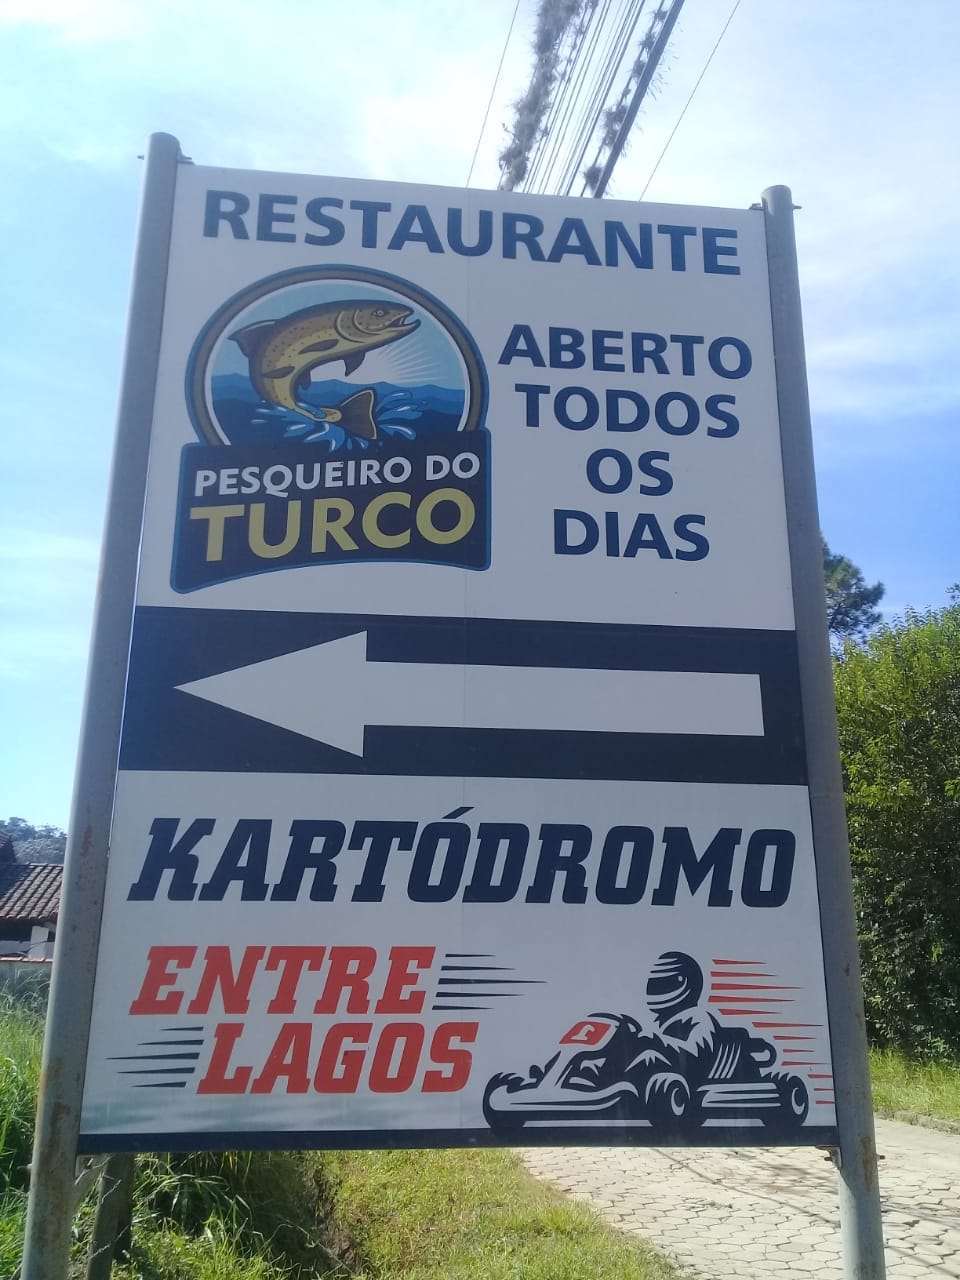 RESTAURANTE
PESQUEIRO DO
TURCO
ABERTO
TODOS
OS
DIAS
KARTÓDROMO
ENTRE
LAGOS